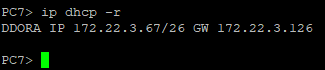 PC7> ip dhcp -r
DDORA IP 172.22.3.67/26 GW 172.22.3.126
PC7>